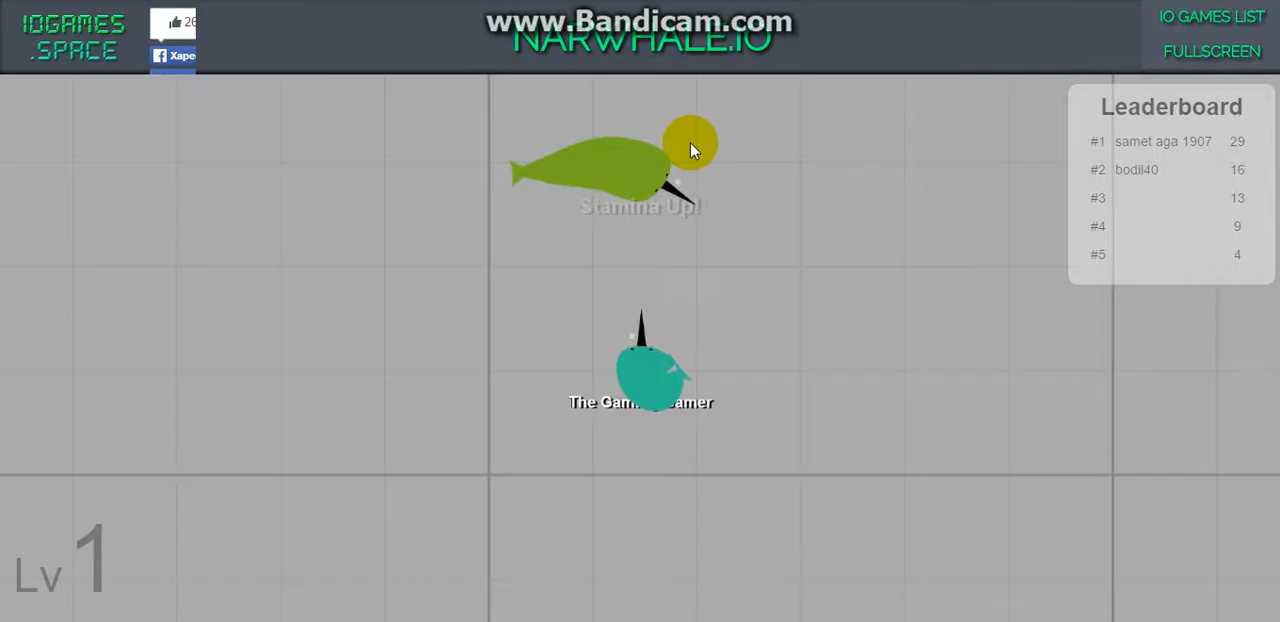 IOGAMES
.SPACE
26
Xape
www.Bandicam.com
NARWHALE.IO
IO GAMES LIST
FULLSCREEN
Leaderboard
#1 samet aga 1907 29
#2 bodil40 16
#3 13
#4 9
#5 4
Stamina Up!
Lv 1